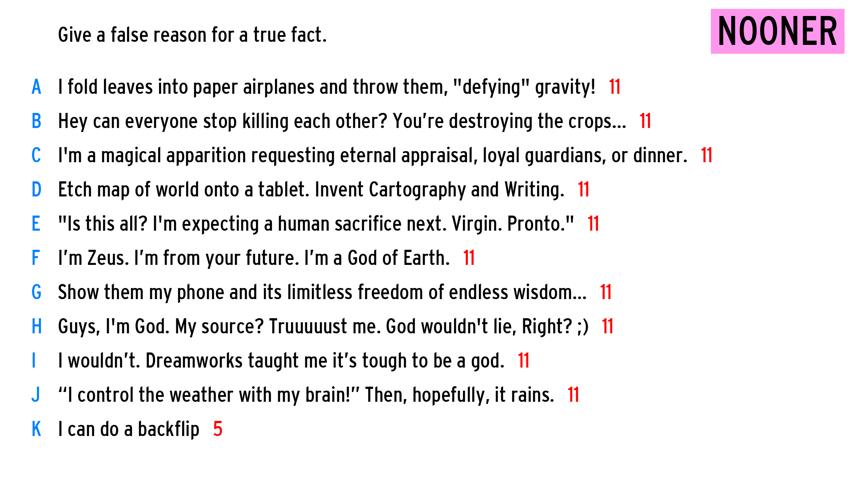 Give a false reason for a true fact.
NOONER
A I fold leaves into paper airplanes and throw them, "defying" gravity! 11
B Hey can everyone stop killing each other? You’re destroying the crops... 11
C I'm a magical apparition requesting eternal appraisal, loyal guardians, or dinner. 11
D Etch map of world onto a tablet. Invent Cartography and Writing. 11
E "Is this all? I'm expecting a human sacrifice next. Virgin. Pronto." 11
F I’m Zeus. I’m from your future. I’m a God of Earth. 11
G Show them my phone and its limitless freedom of endless wisdom... 11
H Guys, I'm God. My source? Truuuuust me. God wouldn't lie, Right? ;) 11
I I wouldn’t. Dreamworks taught me it’s tough to be a god. 11
J “I control the weather with my brain!” Then, hopefully, it rains. 11
K I can do a backflip 5